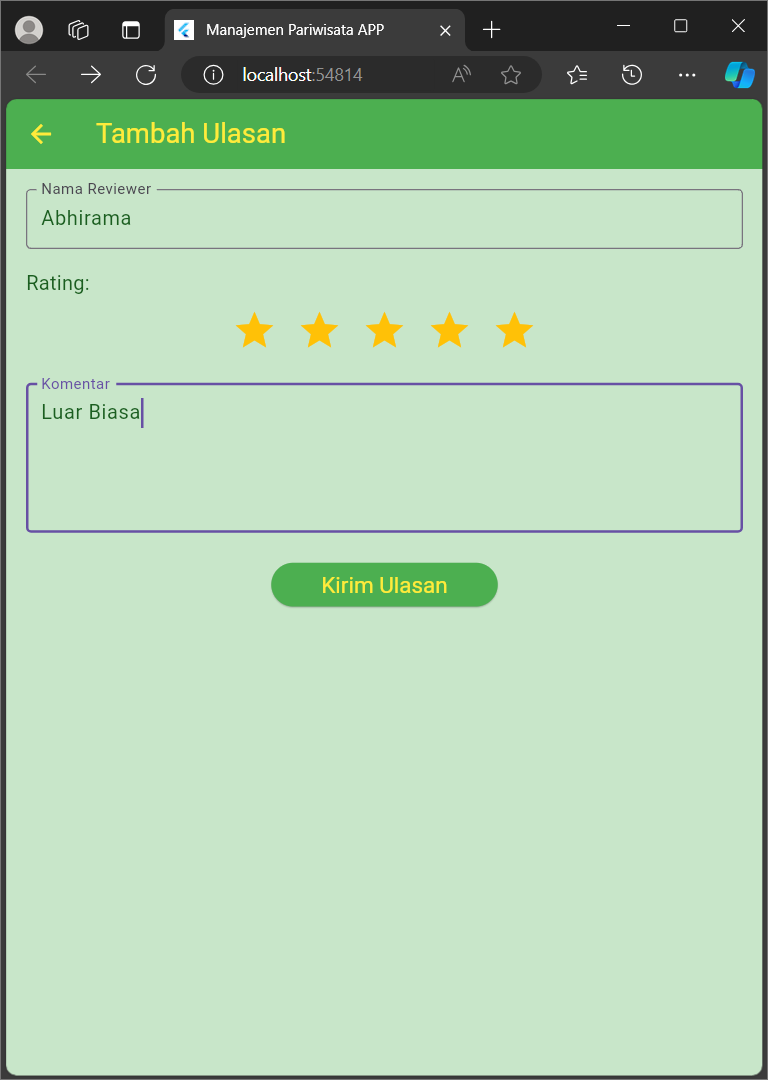 Manajemen Pariwisata APP
localhost:54814
Tambah Ulasan
Nama Reviewer
Abhirama
Rating:
Komentar
Luar Biasa
Kirim Ulasan